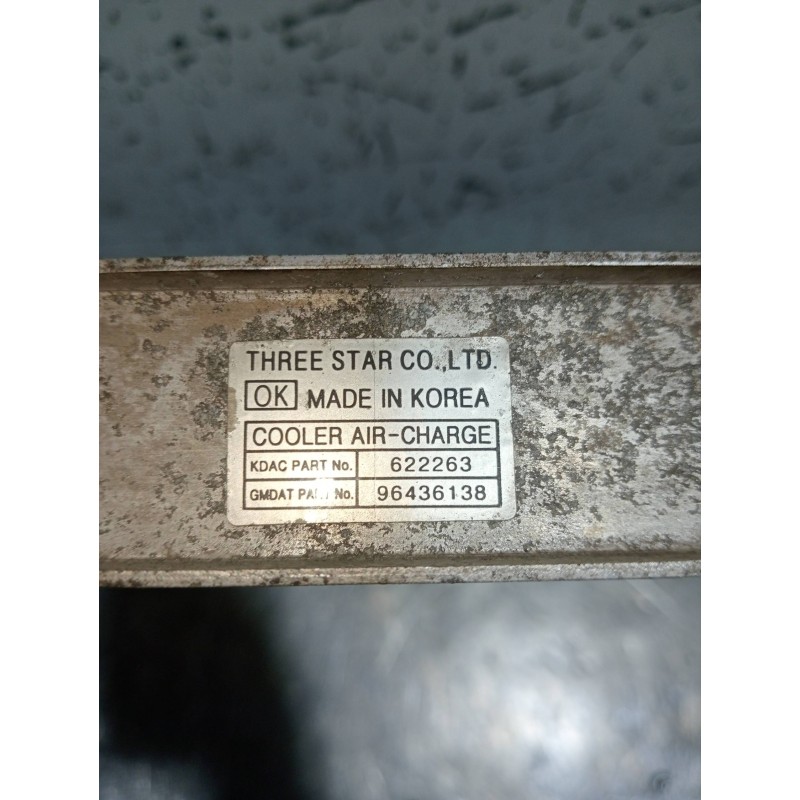 THREE STAR CO.,LTD.
OK MADE IN KOREA
COOLER AIR-CHARGE
KDAC PART No. 622263
GMDAT PART No. 96436138